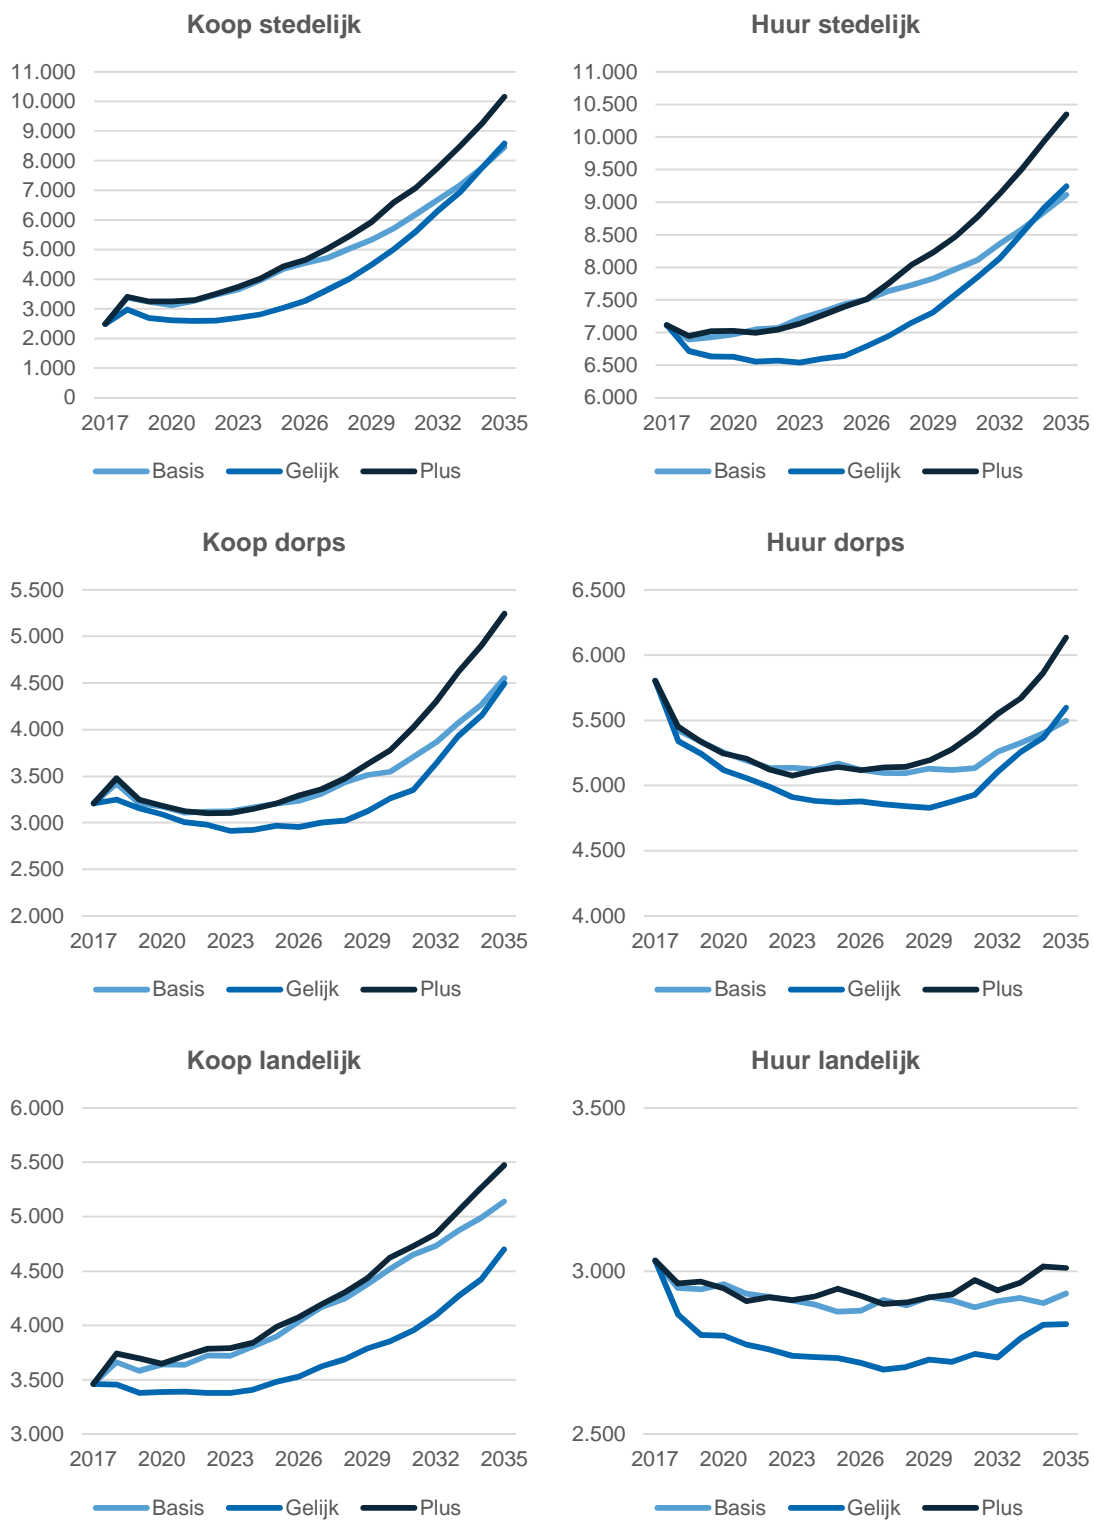 Koop stedelijk
11.000
10.000
9.000
8.000
7.000
6.000
5.000
4.000
3.000
2.000
1.000
0
2017 2020 2023 2026 2029 2032 2035
Basis Gelijk Plus
Huur stedelijk
11.000
10.500
10.000
9.500
9.000
8.500
8.000
7.500
7.000
6.500
6.000
2017 2020 2023 2026 2029 2032 2035
Basis Gelijk Plus
Koop dorps
5.500
5.000
4.500
4.000
3.500
3.000
2.500
2.000
2017 2020 2023 2026 2029 2032 2035
Basis Gelijk Plus
Huur dorps
6.500
6.000
5.500
5.000
4.500
4.000
2017 2020 2023 2026 2029 2032 2035
Basis Gelijk Plus
Koop landelijk
6.000
5.500
5.000
4.500
4.000
3.500
3.000
2017 2020 2023 2026 2029 2032 2035
Basis Gelijk Plus
Huur landelijk
3.500
3.000
2.500
2017 2020 2023 2026 2029 2032 2035
Basis Gelijk Plus